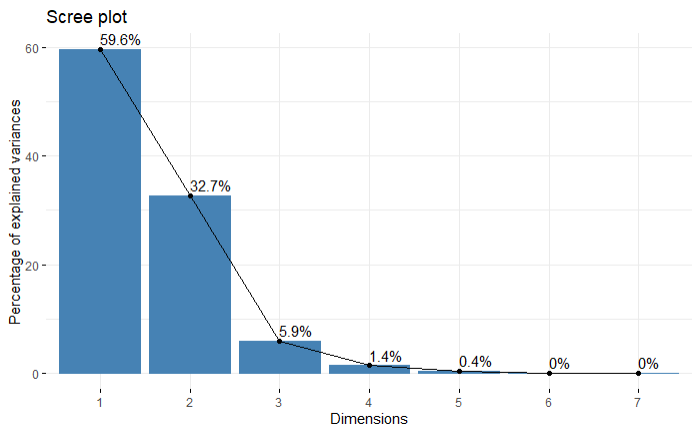 Scree plot
Percentage of explained variances
60
40
20
0
59.6%
32.7%
5.9%
1.4%
0.4%
0%
0%
1 2 3 4 5 6 7
Dimensions